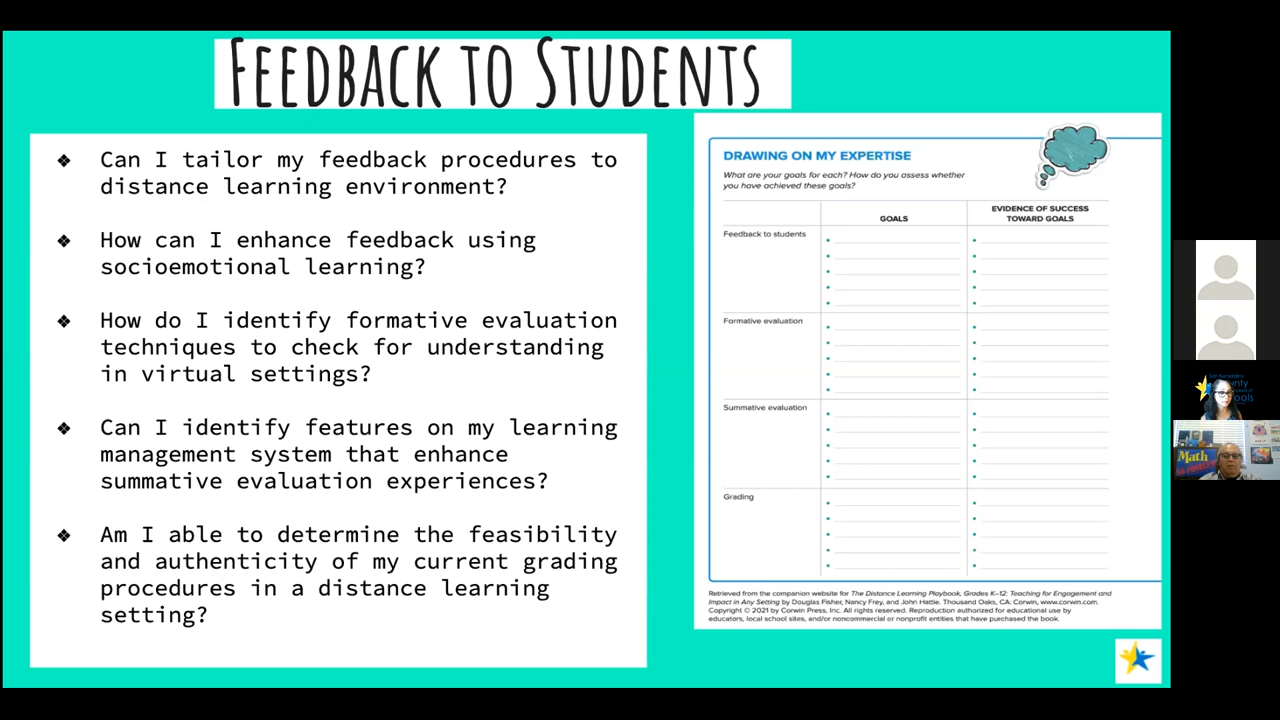 FEEDBACK TO STUDENTS
❖ Can I tailor my feedback procedures to
distance learning environment?
❖ How can I enhance feedback using
socioemotional learning?
❖ How do I identify formative evaluation
techniques to check for understanding
in virtual settings?
❖ Can I identify features on my learning
management system that enhance
summative evaluation experiences?
❖ Am I able to determine the feasibility
and authenticity of my current grading
procedures in a distance learning
setting?
DRAWING ON MY EXPERTISE
What are your goals for each? How do you assess whether
you have achieved these goals?
GOALS
EVIDENCE OF SUCCESS
TOWARD GOALS
Feedback to students
Formative evaluation
Summative evaluation
Grading
Retrieved from the companion website for The Distance Learning Playbook, Grades K–12: Teaching for Engagement and
Impact in Any Setting by Douglas Fisher, Nancy Frey, and John Hattie. Thousand Oaks, CA: Corwin, www.corwin.com.
Copyright © 2021 by Corwin Press, Inc. All rights reserved. Reproduction authorized for educational use by
educators, local school sites, and/or noncommercial or nonprofit entities that have purchased the book.
San Bernardino
Math